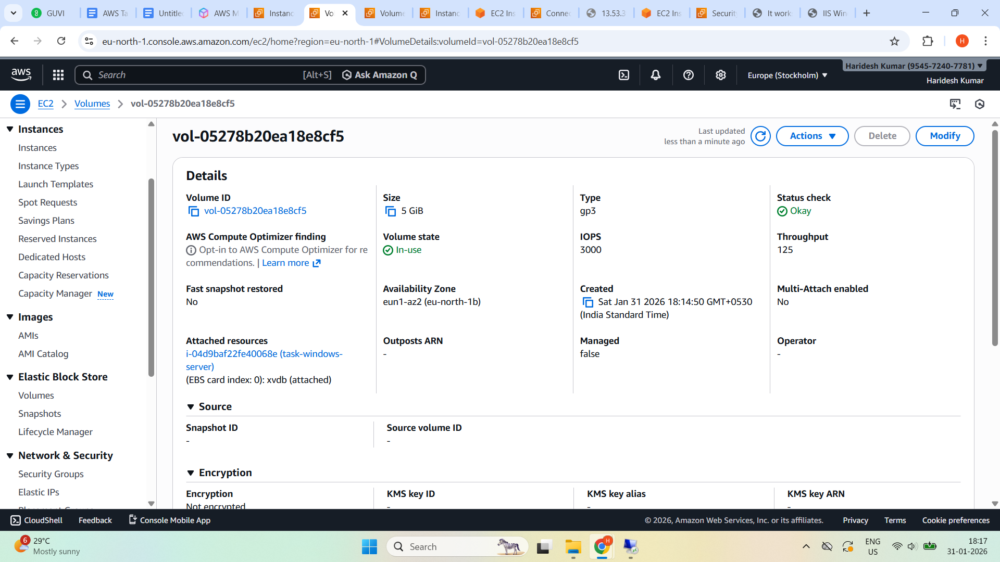 GUVI
AWS Ta
Untitle
AWS M
Instanc
Vo
Volume
Instanc
EC2 Ins
Connec
13.53.3
EC2 Ins
Securit
It work
IIS Win
eu-north-1.console.aws.amazon.com/ec2/home?region=eu-north-1#VolumeDetails:volumeId=vol-05278b20ea18e8cf5
H
aws
Search
[Alt+S]
Ask Amazon Q
Europe (Stockholm)
Haridesh Kumar (9545-7240-7781)
Haridesh Kumar
EC2
Volumes
vol-05278b20ea18e8cf5
Instances
Instances
Instance Types
Launch Templates
Spot Requests
Savings Plans
Reserved Instances
Dedicated Hosts
Capacity Reservations
Capacity Manager New
Images
AMIs
AMI Catalog
Elastic Block Store
Volumes
Snapshots
Lifecycle Manager
Network & Security
Security Groups
Elastic IPs
vol-05278b20ea18e8cf5
Last updated
less than a minute ago
Actions
Delete
Modify
Details
Volume ID
vol-05278b20ea18e8cf5
Size
5 GiB
Type
gp3
Status check
Okay
AWS Compute Optimizer finding
Opt-in to AWS Compute Optimizer for re
commendations. | Learn more
Volume state
In-use
IOPS
3000
Throughput
125
Fast snapshot restored
No
Availability Zone
eun1-az2 (eu-north-1b)
Created
Sat Jan 31 2026 18:14:50 GMT+0530
(India Standard Time)
Multi-Attach enabled
No
Attached resources
i-04d9baf22fe40068e (task-windows-
server)
(EBS card index: 0): xvdb (attached)
Outposts ARN
-
Managed
false
Operator
-
Source
Snapshot ID
-
Source volume ID
-
Encryption
Encryption
Not encrypted
KMS key ID
-
KMS key alias
-
KMS key ARN
-
CloudShell
Feedback
Console Mobile App
© 2026, Amazon Web Services, Inc. or its affiliates.
Privacy
Terms
Cookie preferences
6
29°C
Mostly sunny
Search
H
ENG
US
18:17
31-01-2026